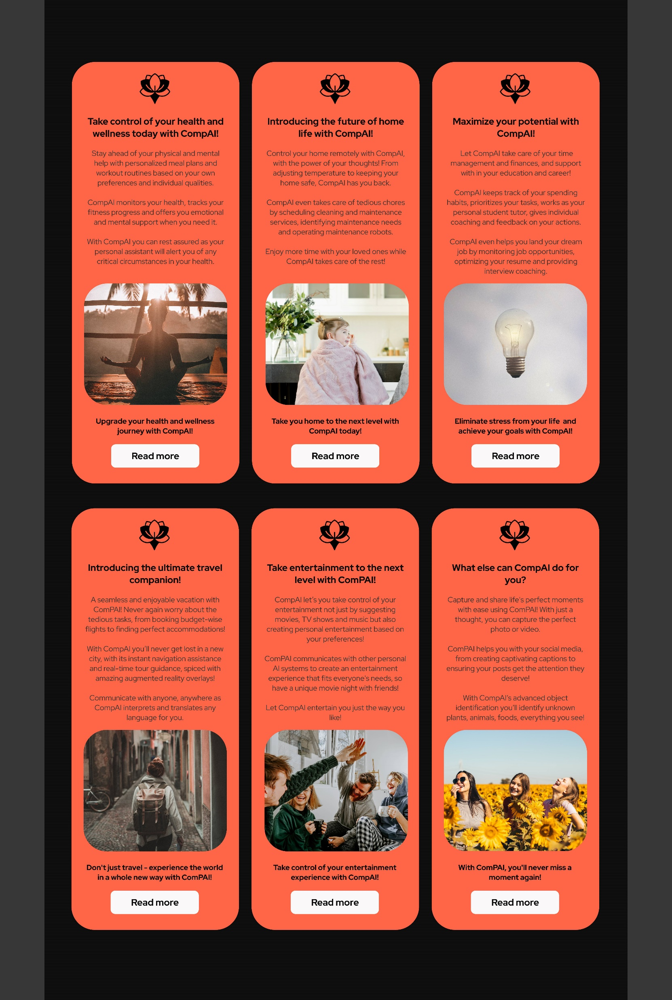 Take control of your health and
wellness today with CompAI!
Stay ahead of your physical and mental
help with personalized meal plans and
workout routines based on your own
preferences and individual qualities.
CompAI monitors your health, tracks your
fitness progress and offers you emotional
and mental support when you need it.
With CompAI you can rest assured as your
personal assistant will alert you of any
critical circumstances in your health.
Upgrade your health and wellness
journey with CompAI!
Read more
Introducing the future of home
life with CompAI!
Control your home remotely with CompAI,
with the power of your thoughts! From
adjusting temperature to keeping your
home safe, CompAI has you back.
CompAI even takes care of tedious chores
by scheduling cleaning and maintenance
services, identifying maintenance needs
and operating maintenance robots.
Enjoy more time with your loved ones while
CompAI takes care of the rest!
Take you home to the next level with
CompAI today!
Read more
Maximize your potential with
CompAI!
Let CompAI take care of your time
management and finances, and support
with in your education and career!
CompAI keeps track of your spending
habits, prioritizes your tasks, works as your
personal student tutor, gives individual
coaching and feedback on your actions.
CompAI even helps you land your dream
job by monitoring job opportunities,
optimizing your resume and providing
interview coaching.
Eliminate stress from your life  and
achieve your goals with CompAI!
Read more
Introducing the ultimate travel
companion!
A seamless and enjoyable vacation with
ComPAI! Never again worry about the
tedious tasks, from booking budget-wise
flights to finding perfect accommodations!
With CompAI you’ll never get lost in a new
city, with its instant navigation assistance
and real-time tour guidance, spiced with
amazing augmented reality overlays!
Communicate with anyone, anywhere as
CompAI interprets and translates any
language for you.
Don't just travel - experience the world
in a whole new way with ComPAI!
Read more
Take entertainment to the next
level with ComPAI!
CompAI let’s you take control of your
entertainment not just by suggesting
movies, TV shows and music but also
creating personal entertainment based on
your preferences!
ComPAI communicates with other personal
AI systems to create an entertainment
experience that fits everyone's needs, so
have a unique movie night with friends!
Let CompAI entertain you just the way you
like!
Take control of your entertainment
experience with CompAI!
Read more
What else can CompAI do for
you?
Capture and share life's perfect moments
with ease using ComPAI! With just a
thought, you can capture the perfect
photo or video.
ComPAI helps you with your social media,
from creating captivating captions to
ensuring your posts get the attention they
deserve!
With CompAI’s advanced object
identification you’ll identify unknown
plants, animals, foods, everything you see!
With ComPAI, you'll never miss a
moment again!
Read more